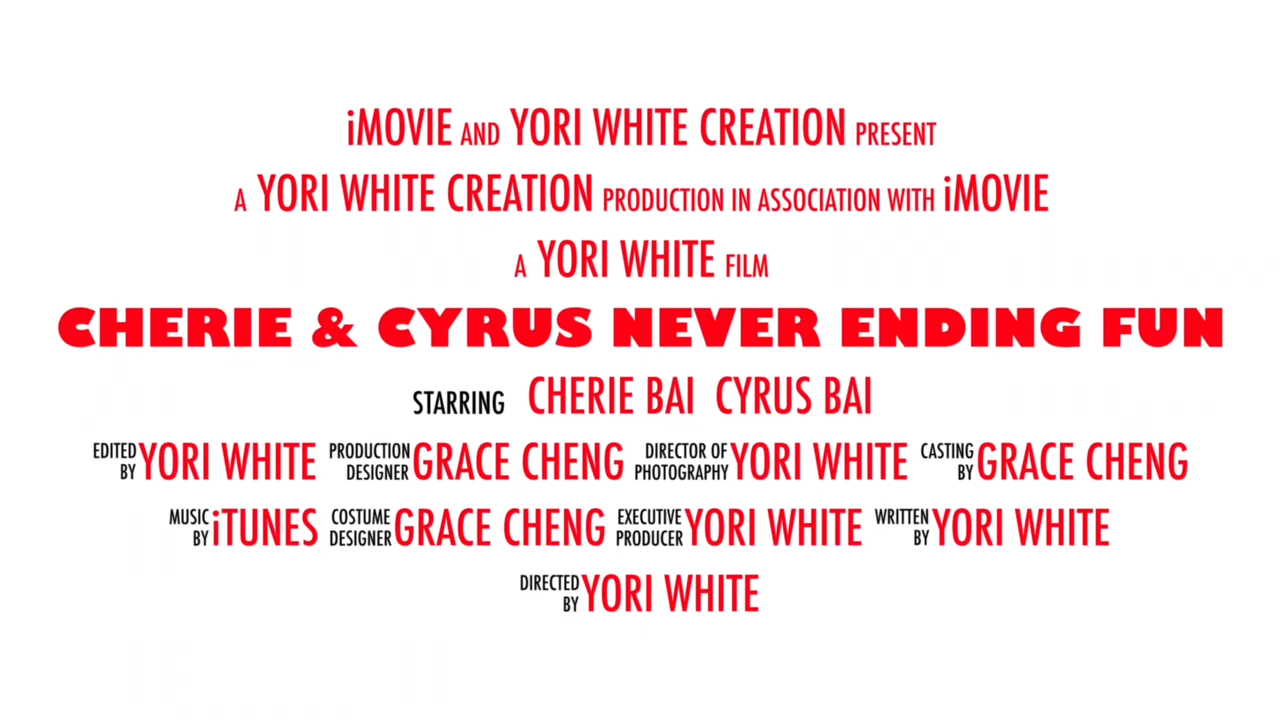 iMOVIE AND YORI WHITE CREATION PRESENT
A YORI WHITE CREATION PRODUCTION IN ASSOCIATION WITH iMOVIE
A YORI WHITE FILM
CHERIE & CYRUS NEVER ENDING FUN
STARRING CHERIE BAI CYRUS BAI
EDITED BY YORI WHITE PRODUCTION DESIGNER GRACE CHENG DIRECTOR OF PHOTOGRAPHY YORI WHITE CASTING BY GRACE CHENG
MUSIC BY iTUNES COSTUME DESIGNER GRACE CHENG EXECUTIVE PRODUCER YORI WHITE WRITTEN BY YORI WHITE
DIRECTED BY YORI WHITE